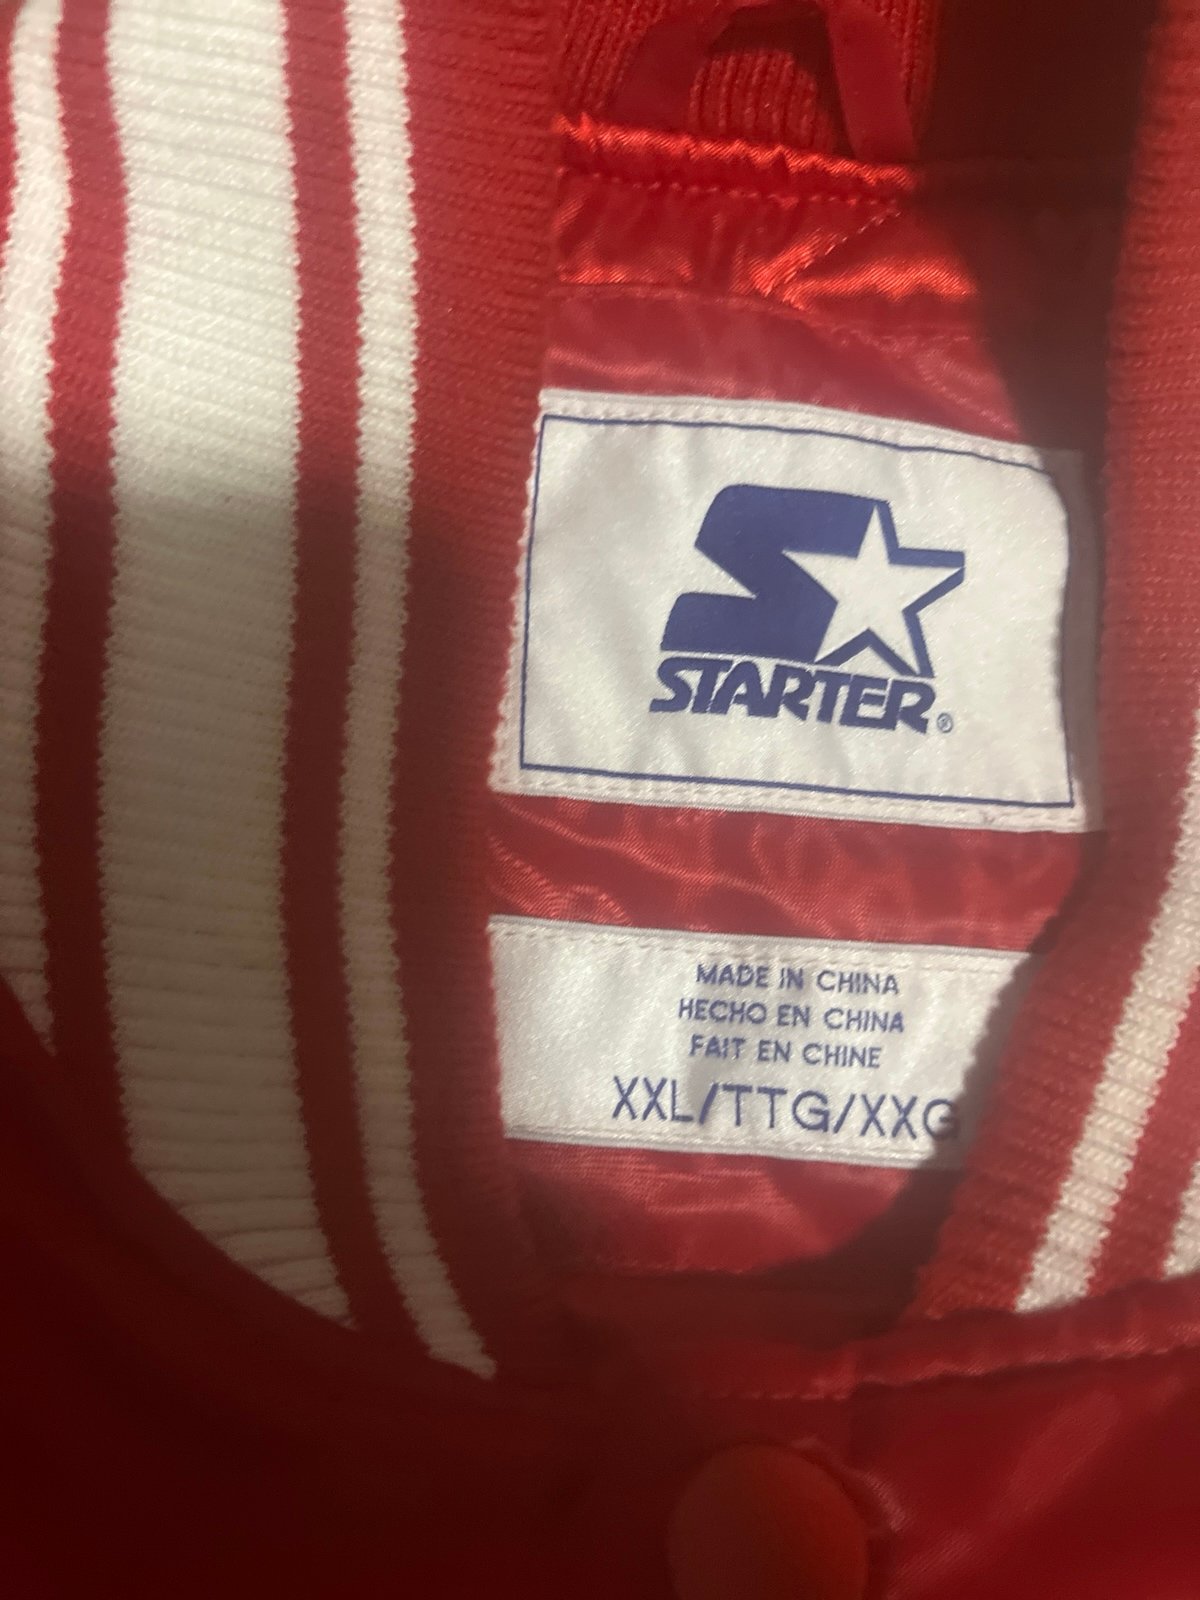 STARTER®
MADE IN CHINA
HECHO EN CHINA
FAIT EN CHINE
XXL/TTG/XXG